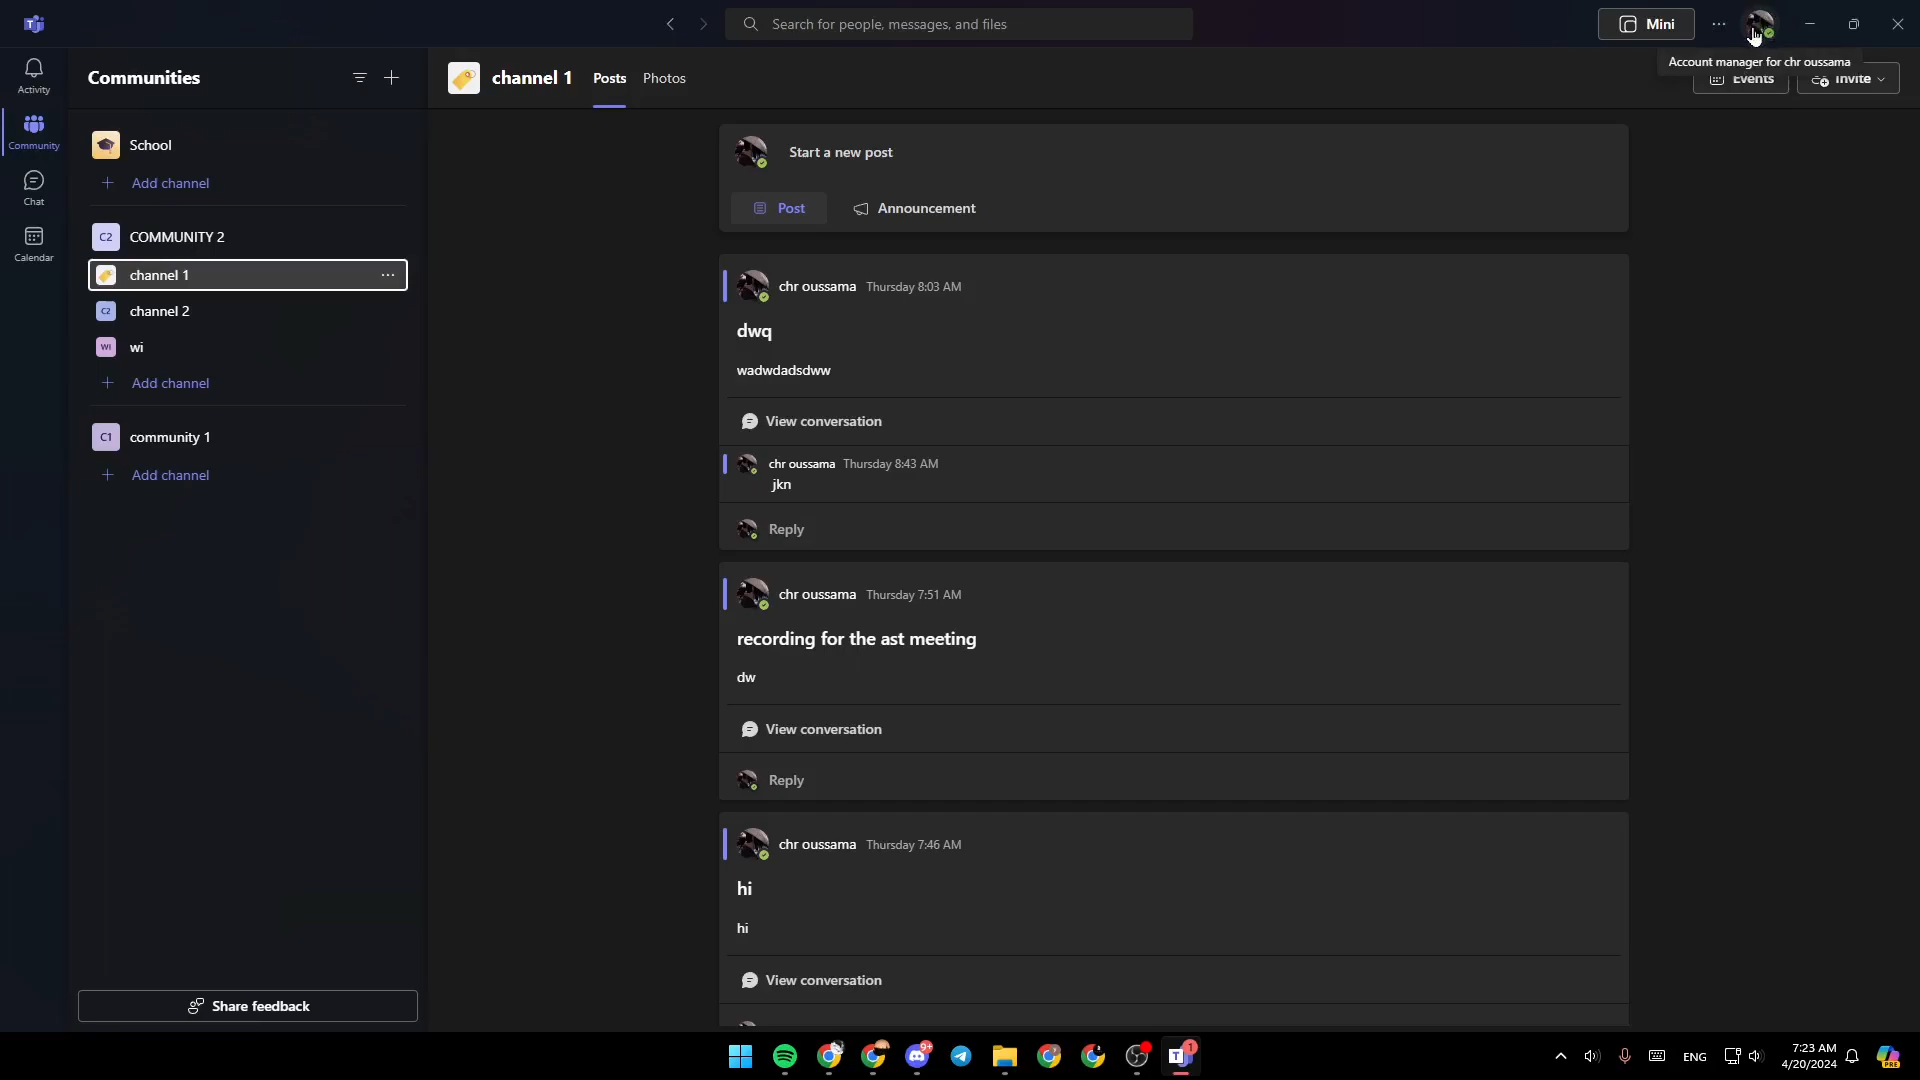 Search for people, messages, and files
Mini
Account manager for chr oussama
Activity
Community
Chat
Calendar
Communities
School
Add channel
C2 COMMUNITY 2
channel 1
C2 channel 2
WI wi
Add channel
C1 community 1
Add channel
Share feedback
channel 1 Posts Photos
Events Invite
Start a new post
Post Announcement
chr oussama Thursday 8:03 AM
dwq
wadwdadsdww
View conversation
chr oussama Thursday 8:43 AM
jkn
Reply
chr oussama Thursday 7:51 AM
recording for the ast meeting
dw
View conversation
Reply
chr oussama Thursday 7:46 AM
hi
hi
View conversation
9+
T 1
ENG
7:23 AM
4/20/2024
PRE